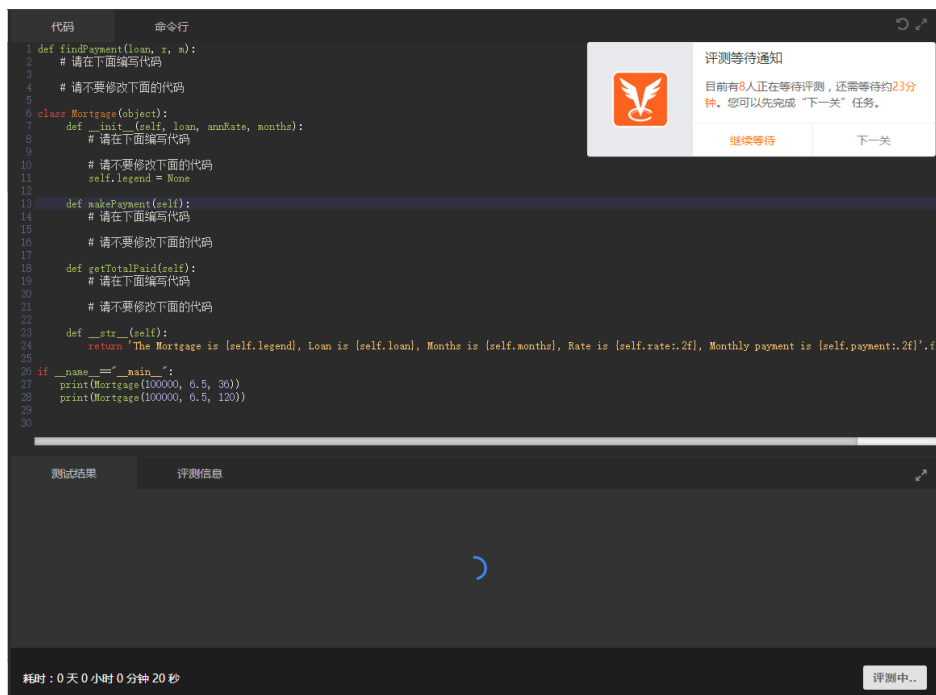 代码 命令行
1 def findPayment(loan, r, m):
2 # 请在下面编写代码
3
4 # 请不要修改下面的代码
5
6 class Mortgage(object):
7 def __init__(self, loan, annRate, months):
8 # 请在下面编写代码
9
10 # 请不要修改下面的代码
11 self.legend = None
12
13 def makePayment(self):
14 # 请在下面编写代码
15
16 # 请不要修改下面的代码
17
18 def getTotalPaid(self):
19 # 请在下面编写代码
20
21 # 请不要修改下面的代码
22
23 def __str__(self):
24 return 'The Mortgage is {self.legend}, Loan is {self.loan}, Months is {self.months}, Rate is {self.rate:.2f}, Monthly payment is {self.payment:.2f}'.f
25
26 if __name__=="__main__":
27 print(Mortgage(100000, 6.5, 36))
28 print(Mortgage(100000, 6.5, 120))
29
30
评测等待通知
目前有8人正在等待评测，还需等待约23分
钟。您可以先完成“下一关”任务。
继续等待 下一关
测试结果 评测信息
耗时：0 天 0 小时 0 分钟 20 秒
评测中..